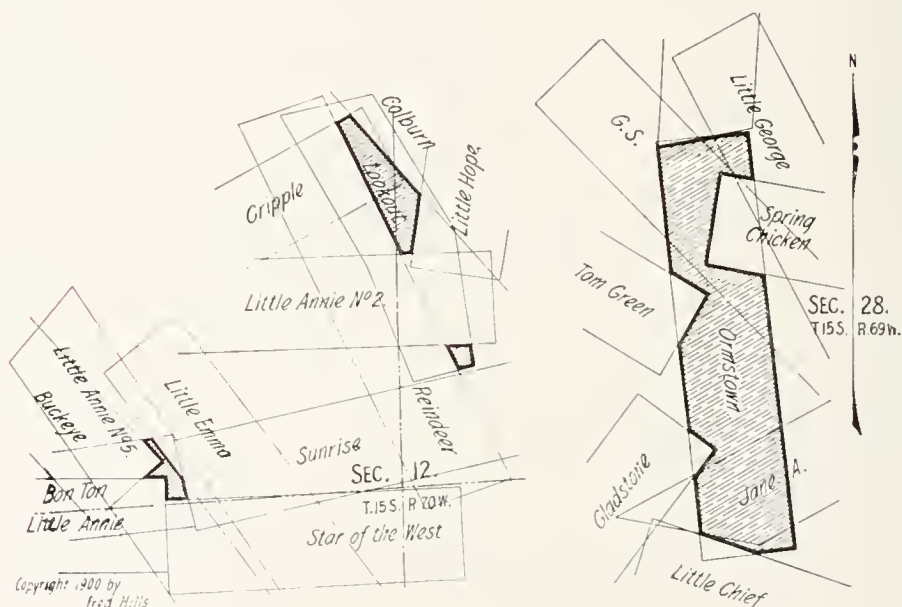 Colburn
Cripple
Lookout
Little Hope.
Little Annie No 2
Little Annie No 5.
Buckeye
Little Emma
Reindeer
Sunrise
SEC. 12.
T.15 S. R 70 W.
Bon Ton
Little Annie
Star of the West
Copyright 1900 by
Fred Hills
G.S.
Little George
N
Spring
Chicken
Tom Green
SEC. 28.
T.15 S. R.69 W.
Ormstown
Gladstone
Jane A.
Little Chief